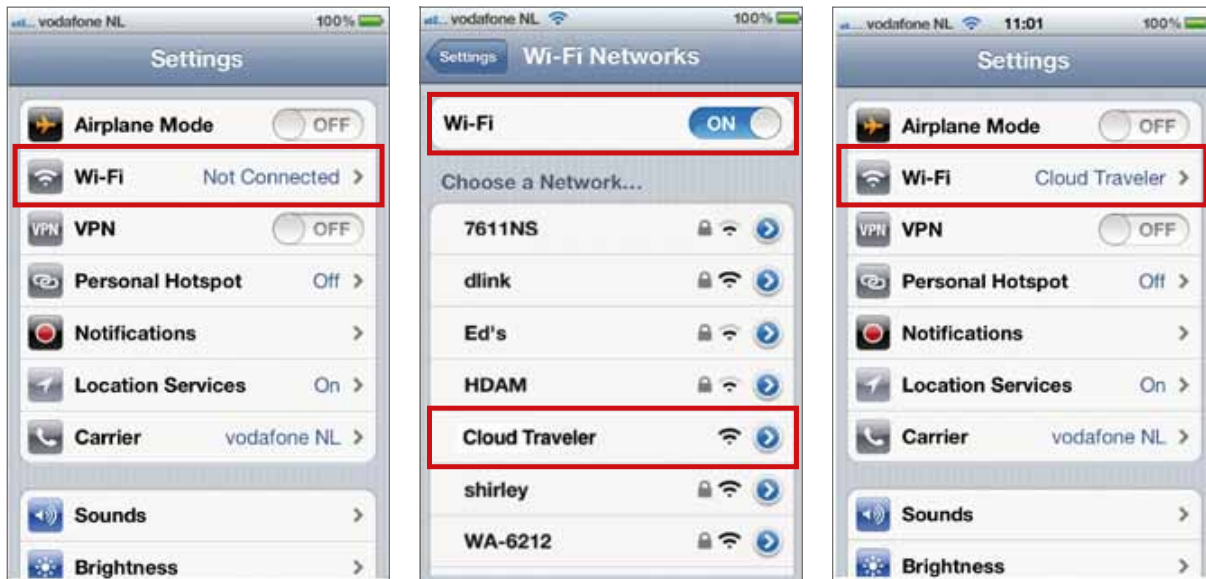 vodafone NL 100%
Settings
Airplane Mode OFF
Wi-Fi Not Connected
VPN VPN OFF
Personal Hotspot Off
Notifications
Location Services On
Carrier vodafone NL
Sounds
Brightness
vodafone NL 100%
Settings Wi-Fi Networks
Wi-Fi ON
Choose a Network...
7611NS
dlink
Ed's
HDAM
Cloud Traveler
shirley
WA-6212
vodafone NL 11:01 100%
Settings
Airplane Mode OFF
Wi-Fi Cloud Traveler
VPN VPN OFF
Personal Hotspot Off
Notifications
Location Services On
Carrier vodafone NL
Sounds
Brightness